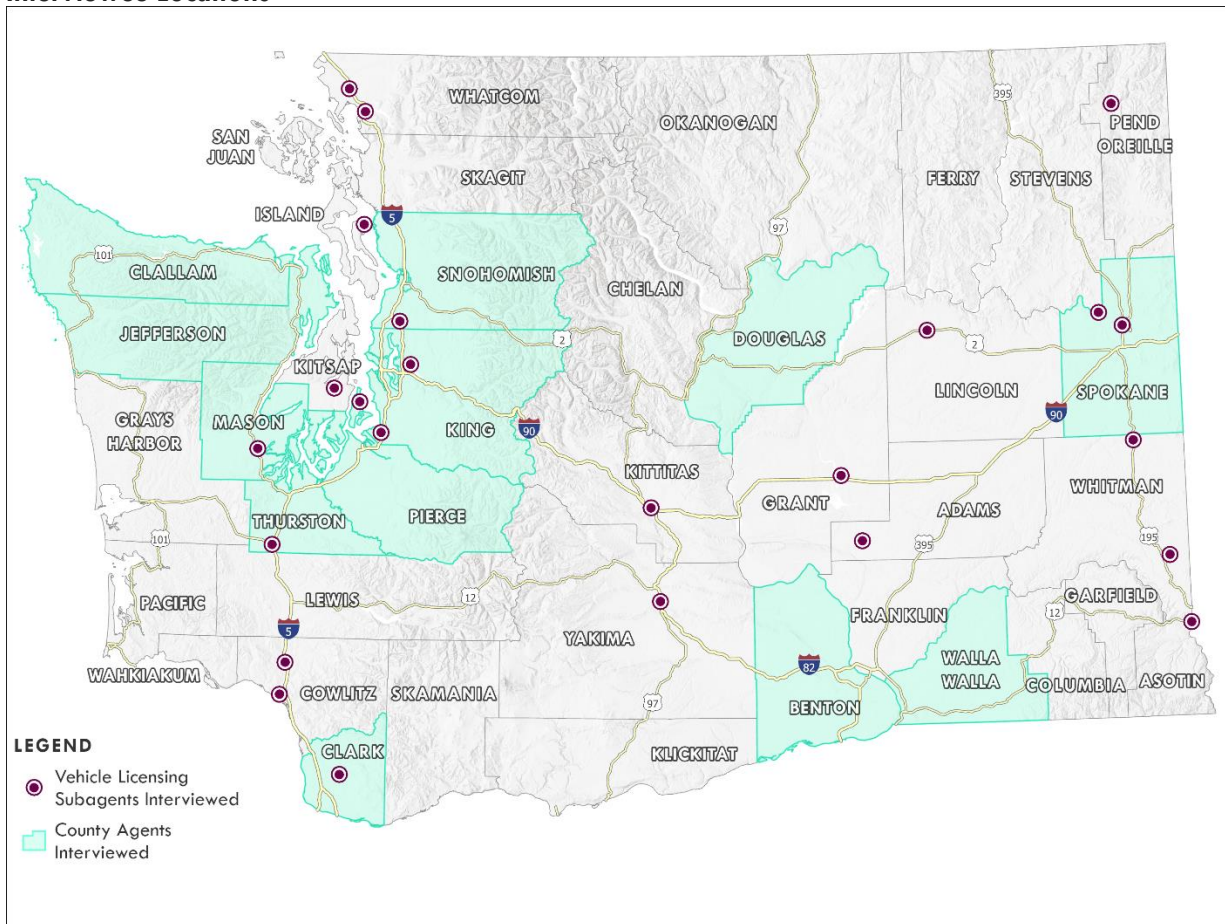 WHATCOM
OKANOGAN
395
PEND
OREILLE
SAN
JUAN
SKAGIT
FERRY
STEVENS
ISLAND
5
97
101
CLALLAM
SNOHOMISH
CHELAN
JEFFERSON
DOUGLAS
2
2
KITSAP
LINCOLN
SPOKANE
GRAYS
HARBOR
MASON
KING
90
90
KITTITAS
GRANT
WHITMAN
THURSTON
PIERCE
ADAMS
101
395
195
PACIFIC
LEWIS
12
YAKIMA
FRANKLIN
GARFIELD
12
5
WAHKIAKUM
COWLITZ
SKAMANIA
82
WALLA
WALLA
COLUMBIA
ASOTIN
97
BENTON
KLICKITAT
CLARK
LEGEND
Vehicle Licensing
Subagents Interviewed
County Agents
Interviewed